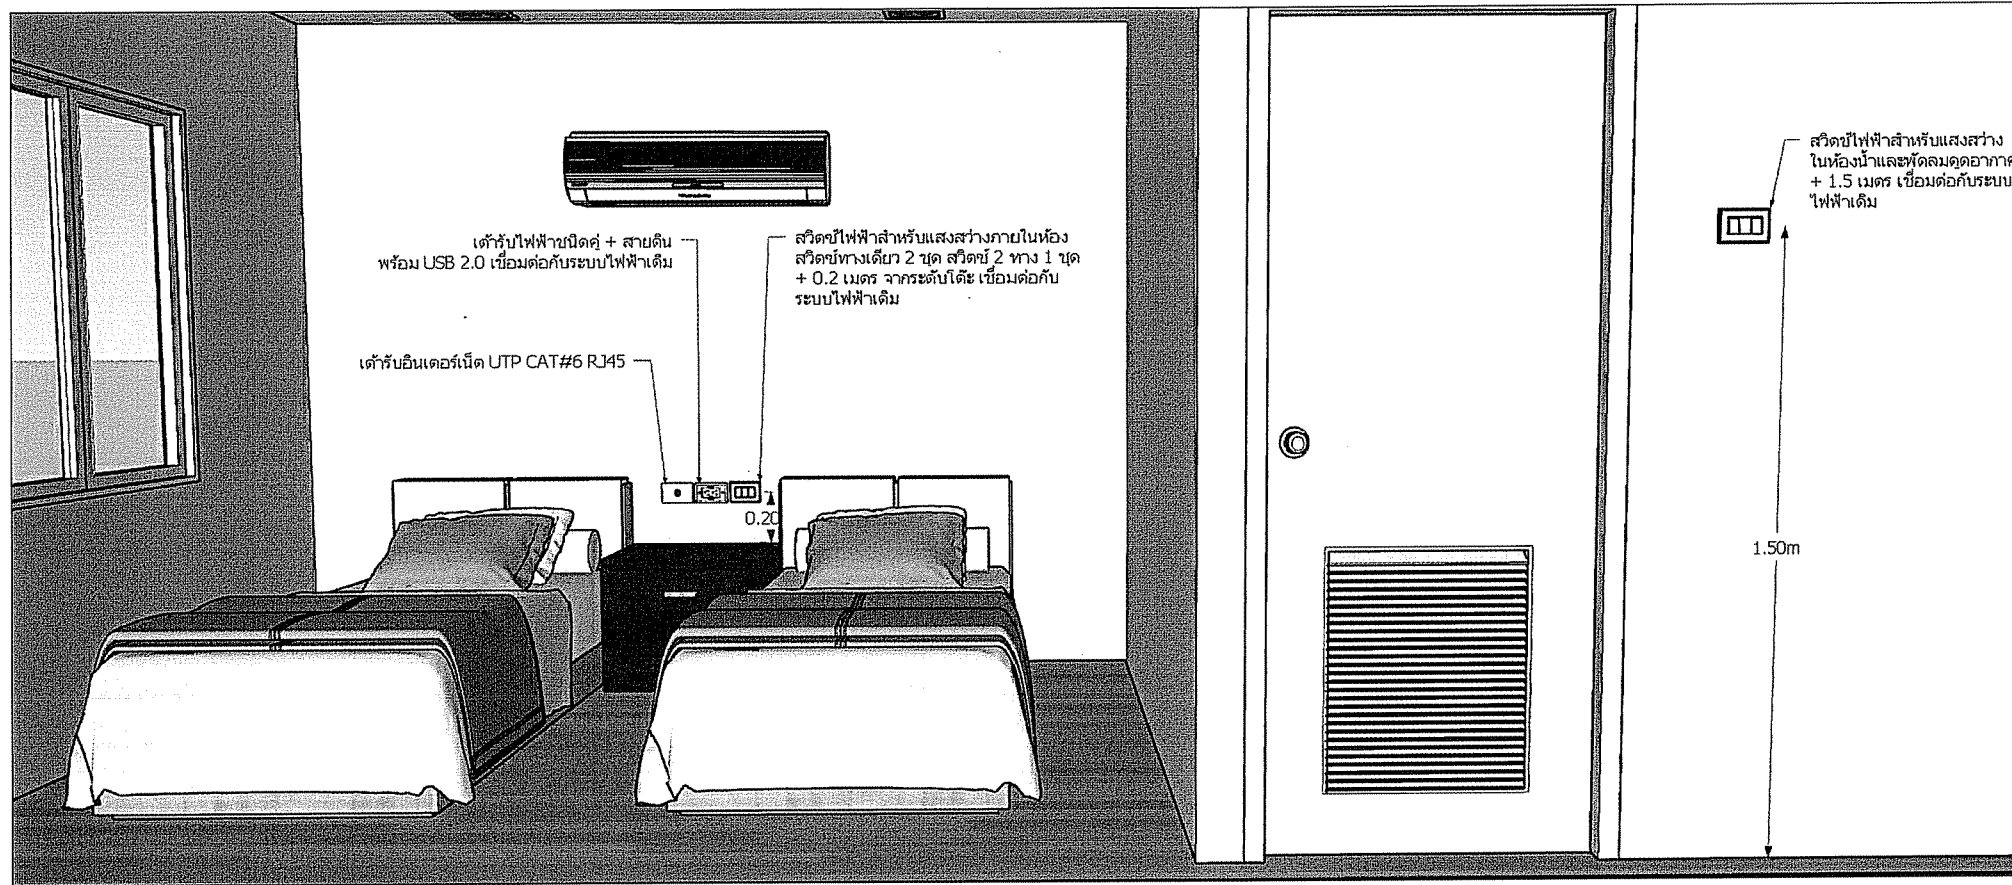 สวิตช์ไฟฟ้าสำหรับแสงสว่าง
ในห้องน้ำและพัดลมดูดอากาศ
+ 1.5 เมตร เชื่อมต่อกับระบบ
ไฟฟ้าเดิม
เต้ารับไฟฟ้าชนิดคู่ + สายดิน
พร้อม USB 2.0 เชื่อมต่อกับระบบไฟฟ้าเดิม
สวิตช์ไฟฟ้าสำหรับแสงสว่างภายในห้อง
สวิตช์ทางเดียว 2 ชุด สวิตช์ 2 ทาง 1 ชุด
+ 0.2 เมตร จากระดับโต๊ะ เชื่อมต่อกับ
ระบบไฟฟ้าเดิม
เต้ารับอินเตอร์เน็ต UTP CAT#6 RJ45
0.20
1.50m